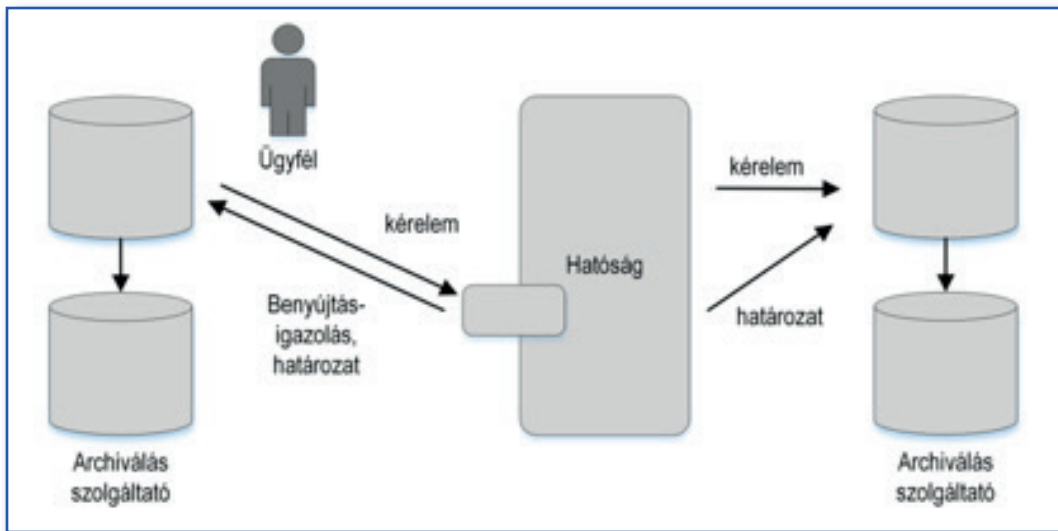 Ügyfél
kérelem
Benyújtás-
igazolás,
határozat
Archiválás
szolgáltató
Hatóság
kérelem
határozat
Archiválás
szolgáltató